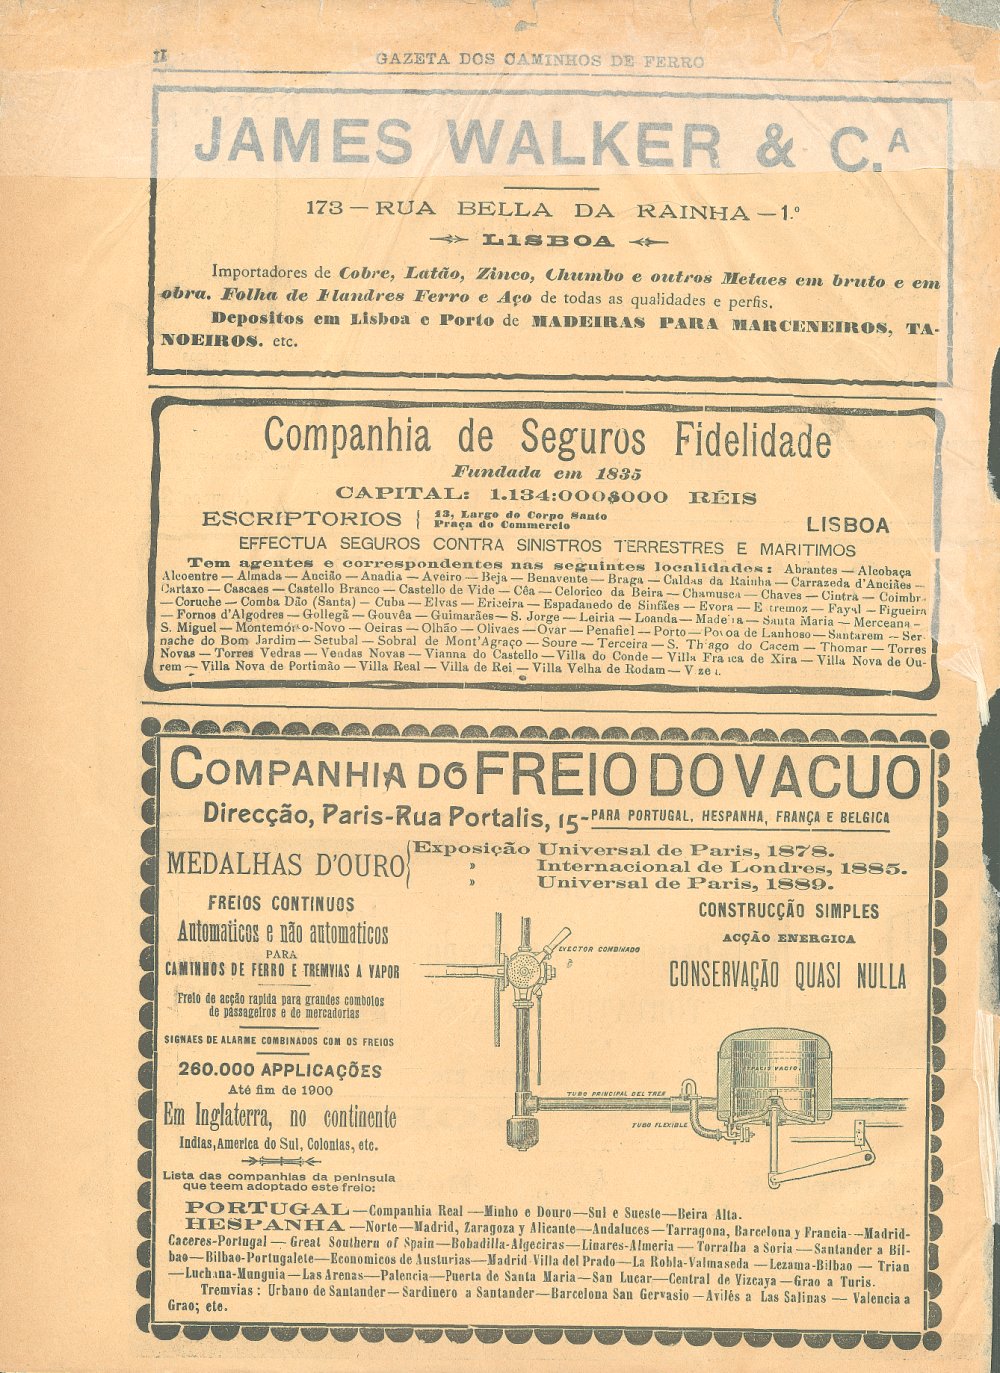 II
GAZETA DOS CAMINHOS DE FERRO
JAMES WALKER & C.A
173 — RUA BELLA DA RAINHA — 1.º
LISBOA
Importadores de Cobre, Latão, Zinco, Chumbo e outros Metaes em bruto e em
obra. Folha de Flandres Ferro e Aço de todas as qualidades e perfis.
Depositos em Lisboa e Porto de MADEIRAS PARA MARCENEIROS, TA-
NOEIROS. etc.
Companhia de Seguros Fidelidade
Fundada em 1835
CAPITAL: 1.134:000$000 RÉIS
ESCRIPTORIOS { 13, Largo do Corpo Santo
Praça do Commercio
LISBOA
EFFECTUA SEGUROS CONTRA SINISTROS TERRESTRES E MARITIMOS
Tem agentes e correspondentes nas seguintes localidades: Abrantes — Alcobaça
Alcoentre — Almada — Ancião — Anadia — Aveiro — Beja — Benavente — Braga — Caldas da Rainha — Carrazeda d'Anciães —
Cartaxo — Cascaes — Castello Branco — Castello de Vide — Cêa — Celorico da Beira — Chamusca — Chaves — Cintra — Coimbra
— Coruche — Comba Dão (Santa) — Cuba — Elvas — Ericeira — Espadanedo de Sinfães — Evora — Extremoz — Fayal — Figueira
— Fornos d'Algodres — Gollegã — Gouvêa — Guimarães — S. Jorge — Leiria — Loanda — Madeira — Santa Maria — Merceana —
S. Miguel — Montemór-o-Novo — Oeiras — Olhão — Olivaes — Ovar — Penafiel — Porto — Povoa de Lanhoso — Santarem — Ser-
nache do Bom Jardim — Setubal — Sobral de Mont'Agraço — Soure — Terceira — S. Thiago do Cacem — Thomar — Torres
Novas — Torres Vedras — Vendas Novas — Vianna do Castello — Villa do Conde — Villa Franca de Xira — Villa Nova de Ou-
rem — Villa Nova de Portimão — Villa Real — Villa de Rei — Villa Velha de Rodam — Vizeu.
COMPANHIA DO FREIO DO VACUO
Direcção, Paris-Rua Portalis, 15 - PARA PORTUGAL, HESPANHA, FRANÇA E BELGICA
MEDALHAS D'OURO { Exposição Universal de Paris, 1878.
» Internacional de Londres, 1885.
» Universal de Paris, 1889.
FREIOS CONTINUOS
Automaticos e não automaticos
PARA
CAMINHOS DE FERRO E TREMVIAS A VAPOR
Freio de acção rapida para grandes comboios
de passageiros e de mercadorias
SIGNAES DE ALARME COMBINADOS COM OS FREIOS
260.000 APPLICAÇÕES
Até fim de 1900
Em Inglaterra, no continente
Indias, America do Sul, Colonias, etc.
Lista das companhias da peninsula
que teem adoptado este freio:
CONSTRUCÇÃO SIMPLES
ACÇÃO ENERGICA
CONSERVAÇÃO QUASI NULLA
EYECTOR COMBINADO
ESPACIO VACIO
TUBO PRINCIPAL DEL TREN
TUBO FLEXIBLE
PORTUGAL — Companhia Real — Minho e Douro — Sul e Sueste — Beira Alta.
HESPANHA — Norte — Madrid, Zaragoza y Alicante — Andaluces — Tarragona, Barcelona y Francia — Madrid-
Caceres-Portugal — Great Southern of Spain — Bobadilla-Algeciras — Linares-Almeria — Torralba a Soria — Santander a Bil-
bao — Bilbao-Portugalete — Economicos de Austurias — Madrid Villa del Prado — La Robla-Valmaseda — Lezama-Bilbao — Trian
— Luchana-Munguia — Las Arenas — Palencia — Puerta de Santa Maria — San Lucar — Central de Vizcaya — Grao a Turis.
Tremvias: Urbano de Santander — Sardinero a Santander — Barcelona San Gervasio — Avilés a Las Salinas — Valencia a
Grao; etc.